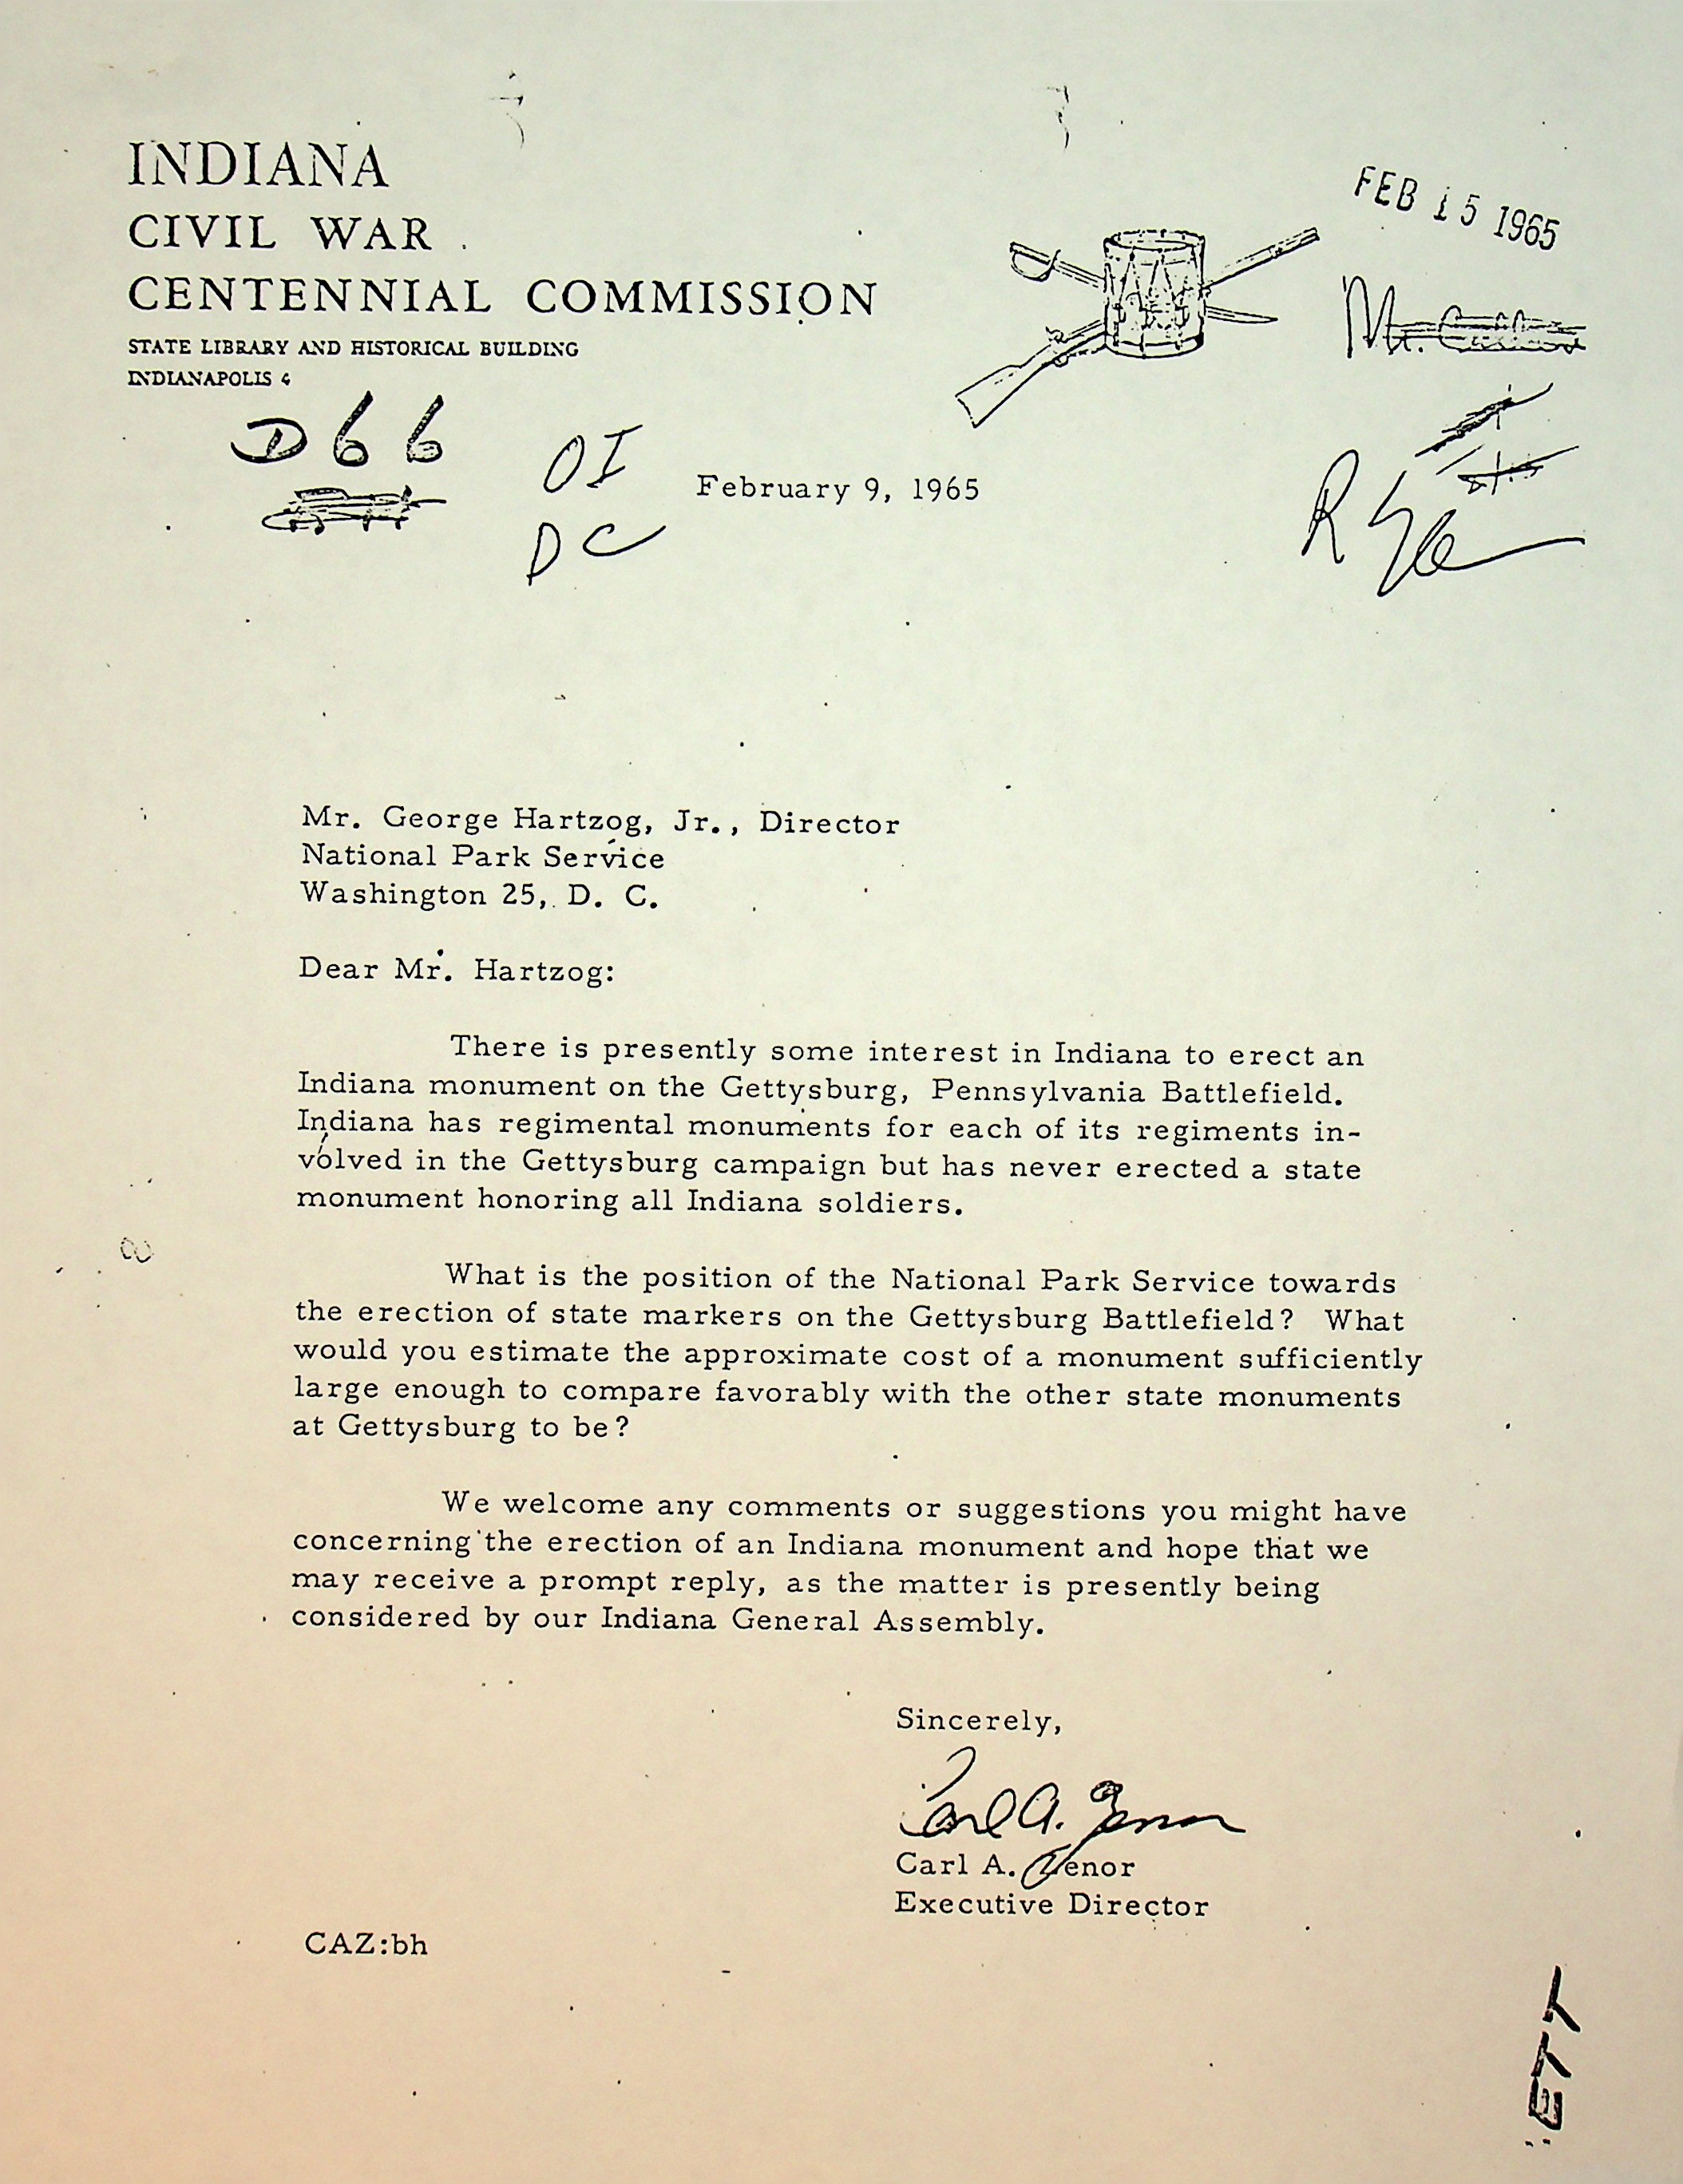 INDIANA
CIVIL WAR
CENTENNIAL COMMISSION
STATE LIBRARY AND HISTORICAL BUILDING
INDIANAPOLIS 4
FEB 15 1965
Mr.
D66
OI
DC
February 9, 1965
Mr. George Hartzog, Jr., Director
National Park Service
Washington 25, D. C.
Dear Mr. Hartzog:
There is presently some interest in Indiana to erect an
Indiana monument on the Gettysburg, Pennsylvania Battlefield.
Indiana has regimental monuments for each of its regiments in-
volved in the Gettysburg campaign but has never erected a state
monument honoring all Indiana soldiers.
What is the position of the National Park Service towards
the erection of state markers on the Gettysburg Battlefield? What
would you estimate the approximate cost of a monument sufficiently
large enough to compare favorably with the other state monuments
at Gettysburg to be?
We welcome any comments or suggestions you might have
concerning the erection of an Indiana monument and hope that we
may receive a prompt reply, as the matter is presently being
considered by our Indiana General Assembly.
Sincerely,
Carl A. Zenor
Carl A. Zenor
Executive Director
CAZ:bh